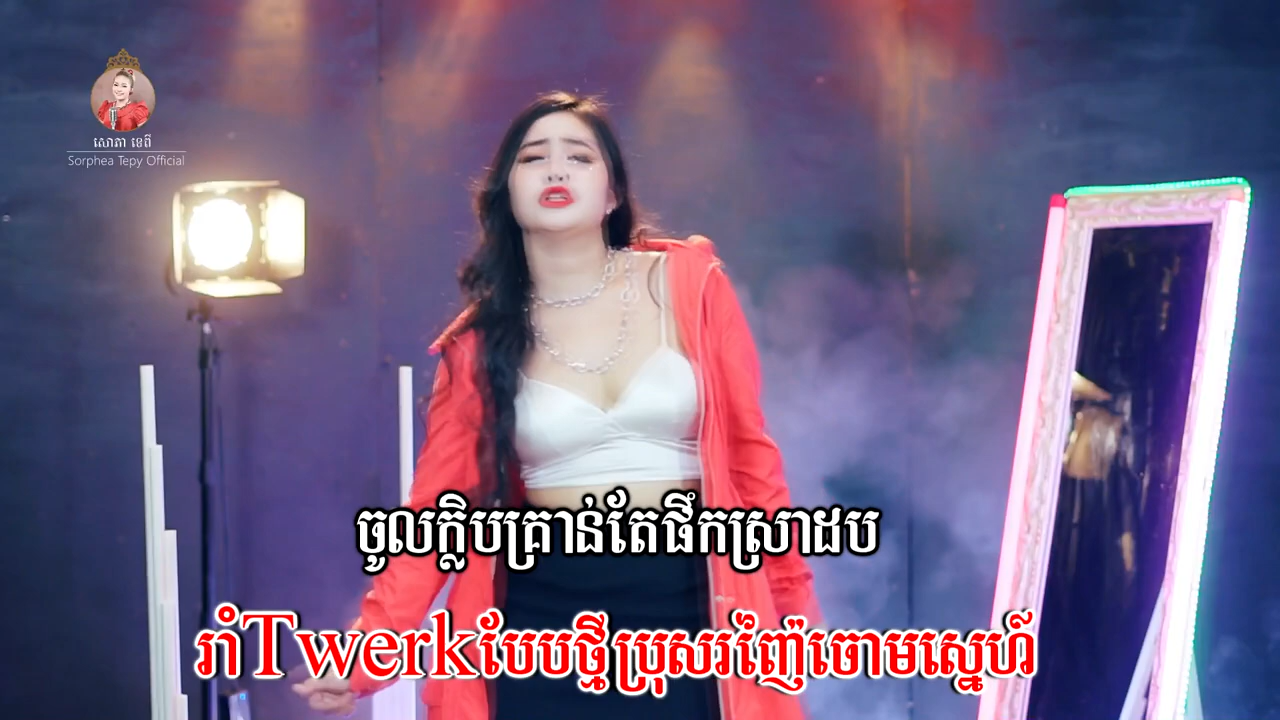 សោភា ទេពី
Sorphea Tepy Official
ចូលក្លិបគ្រាន់តែផឹកស្រាដប
រាំTwerkបែបថ្មីប្រុសរញ៉ៃចោមស្នេហ៍